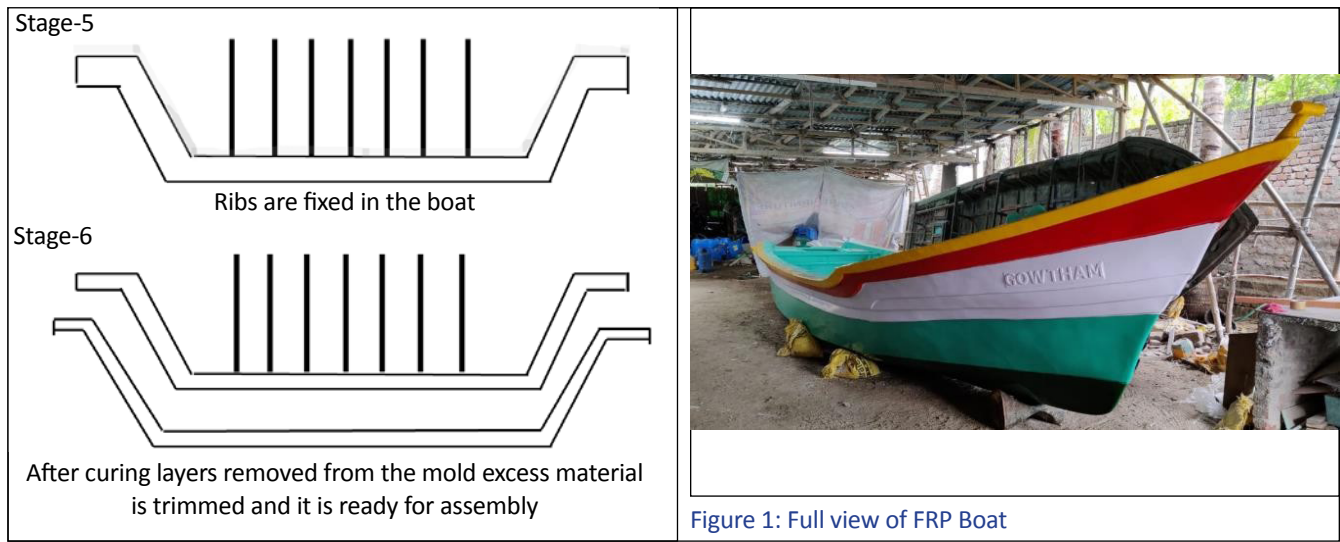 Stage-5
Ribs are fixed in the boat
Stage-6
After curing layers removed from the mold excess material
is trimmed and it is ready for assembly
GOWTHAM
Figure 1: Full view of FRP Boat